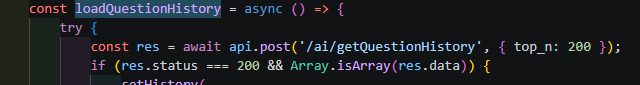 const loadQuestionHistory = async () => {
try {
const res = await api.post('/ai/getQuestionHistory', { top_n: 200 });
if (res.status === 200 && Array.isArray(res.data)) {
setHistory(